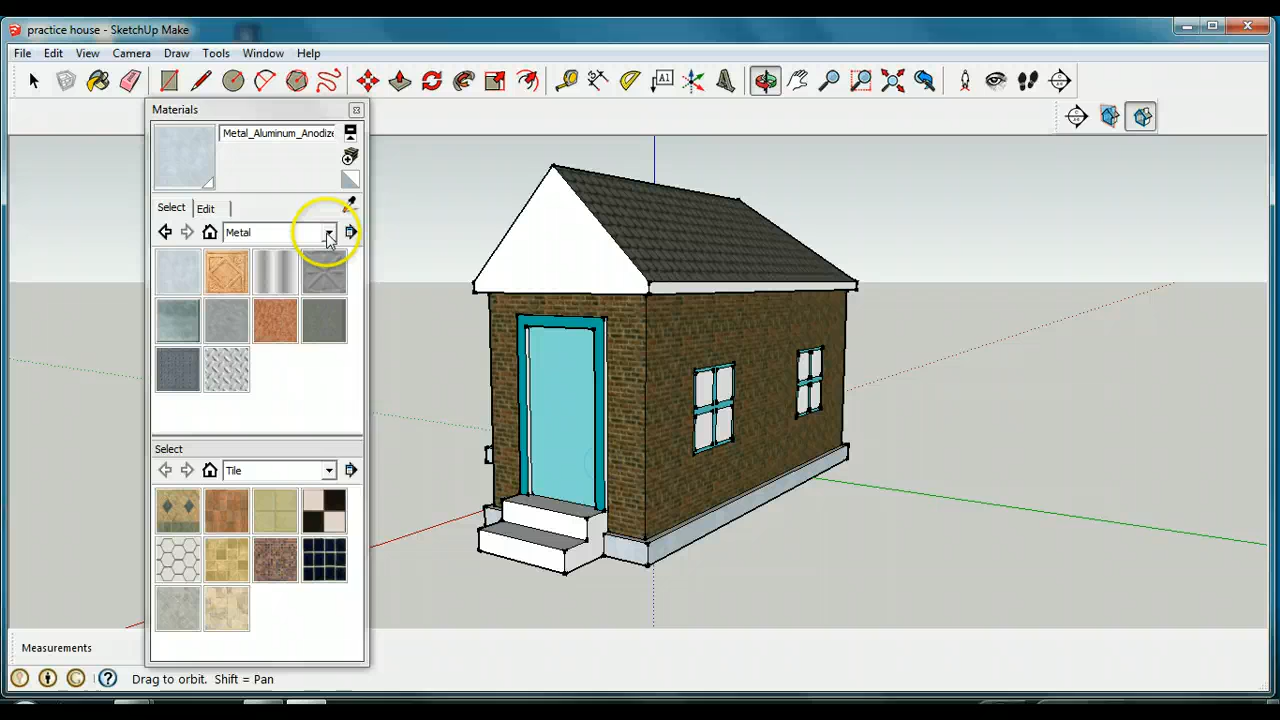 practice house - SketchUp Make
File Edit View Camera Draw Tools Window Help
A1
Materials
Metal_Aluminum_Anodize
Select Edit
Metal
Select
Tile
Measurements
Drag to orbit. Shift = Pan